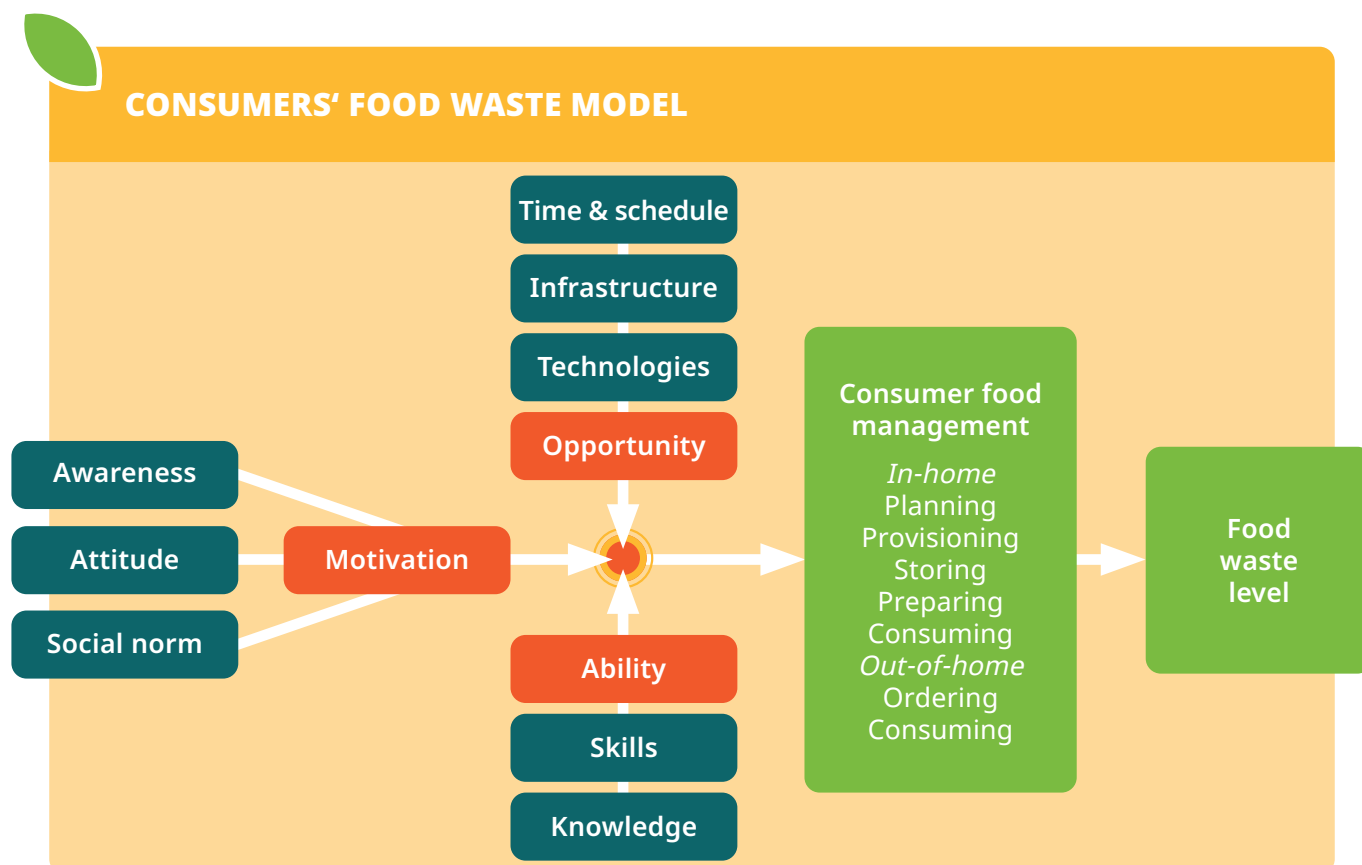 CONSUMERS‘ FOOD WASTE MODEL
Time & schedule
Infrastructure
Technologies
Opportunity
Awareness
Attitude
Social norm
Motivation
Ability
Skills
Knowledge
Consumer food
management
In-home
Planning
Provisioning
Storing
Preparing
Consuming
Out-of-home
Ordering
Consuming
Food
waste
level